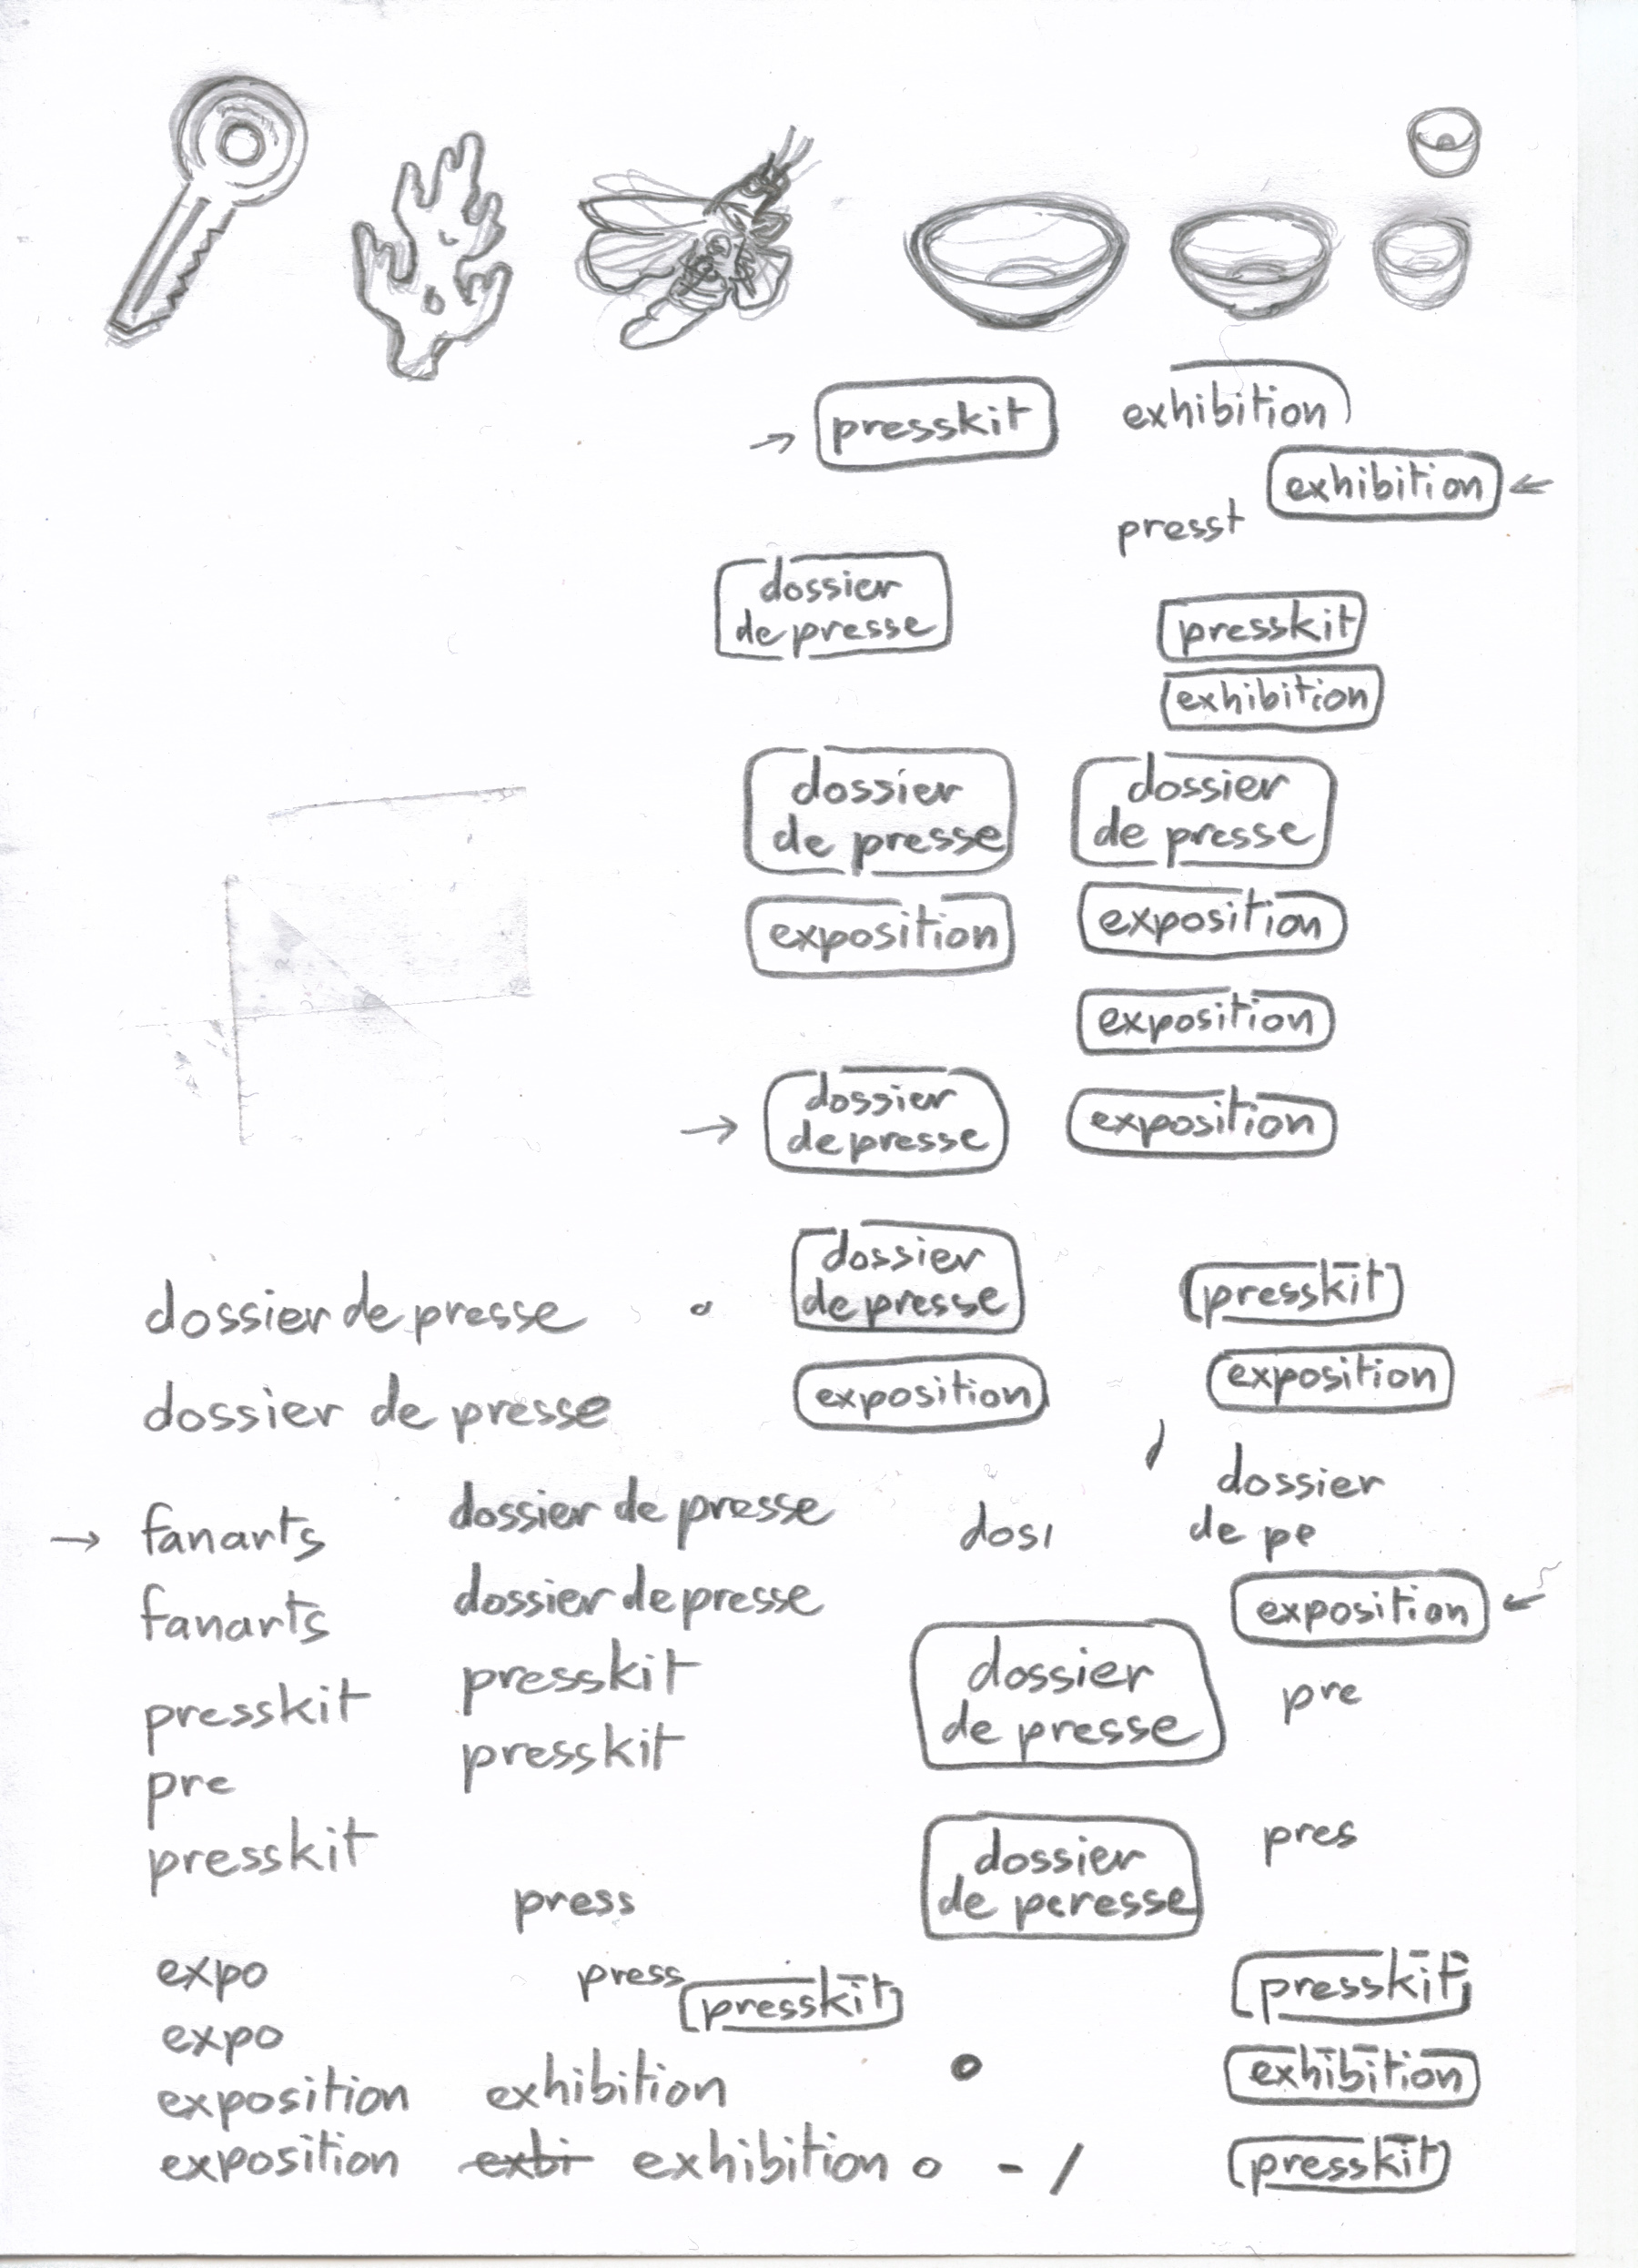 presskit
exhibition
exhibition
presst
dossier
de presse
presskit
exhibition
dossier
de presse
dossier
de presse
exposition
exposition
exposition
dossier
de presse
exposition
dossier
de presse
presskit
dossier de presse
exposition
exposition
dossier de presse
dossier
de pe
dossier de presse
dosi
fanarts
exposition
dossier de presse
fanarts
dossier
de presse
pre
presskit
presskit
presskit
pre
presskit
dossier
de peresse
pres
press
expo
press
presskit
presskit
expo
exhibition
exposition
exhibition
exposition
exbi
exhibition
- /
presskit